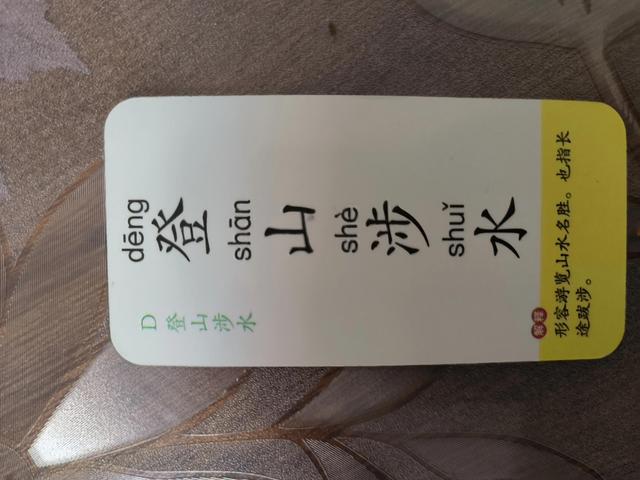 D
登山涉水
dēng
登
shān
山
shè
涉
shuǐ
水
解释
形容游览山水名胜。也指长
途跋涉。